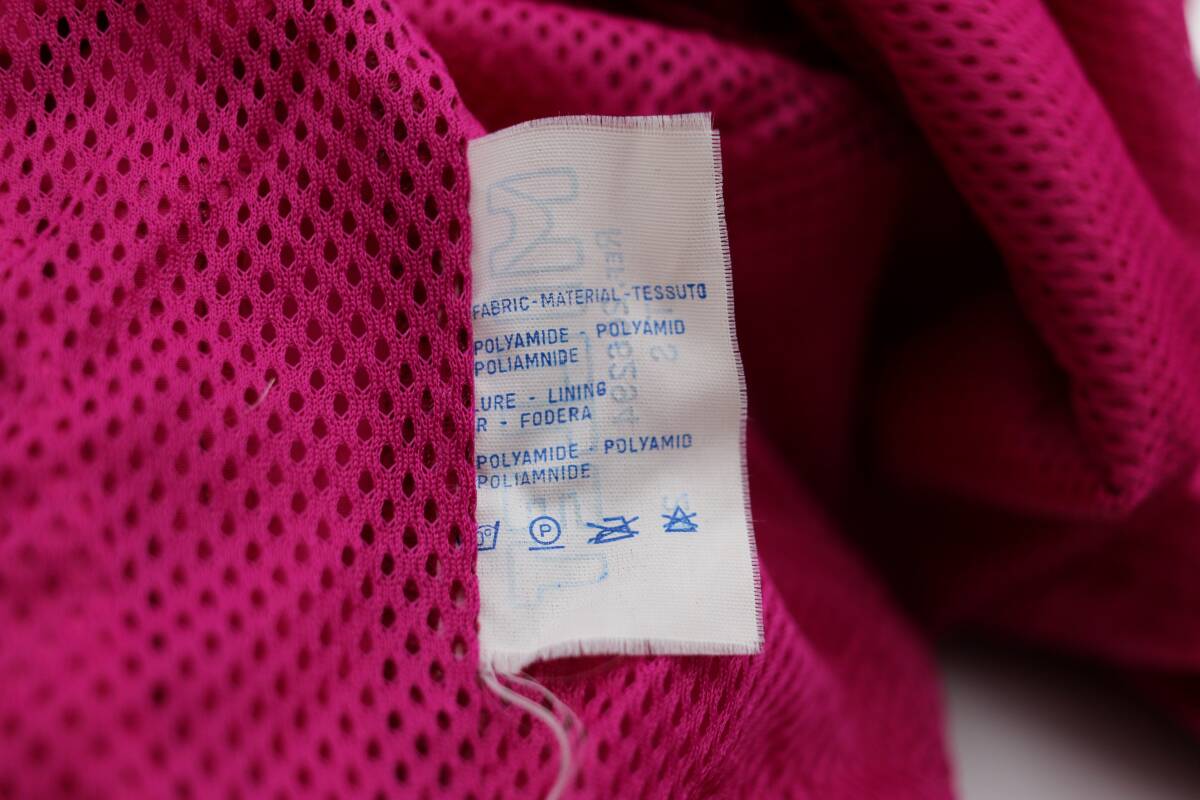 FABRIC-MATERIAL-TESSUTO
POLYAMIDE - POLYAMID
POLIAMNIDE
LURE - LINING
R - FODERA
POLYAMIDE - POLYAMID
POLIAMNIDE
P